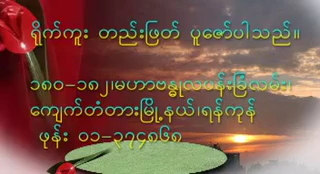 ရိုက်ကူး တည်းဖြတ် ပူဇော်ပါသည်။
၁၈၀-၁၈၂၊မဟာဗန္ဓုလပန်းခြံလမ်း၊
ကျောက်တံတားမြို့နယ်၊ရန်ကုန်
ဖုန်း ၀၁-၃၇၄၈၆၈